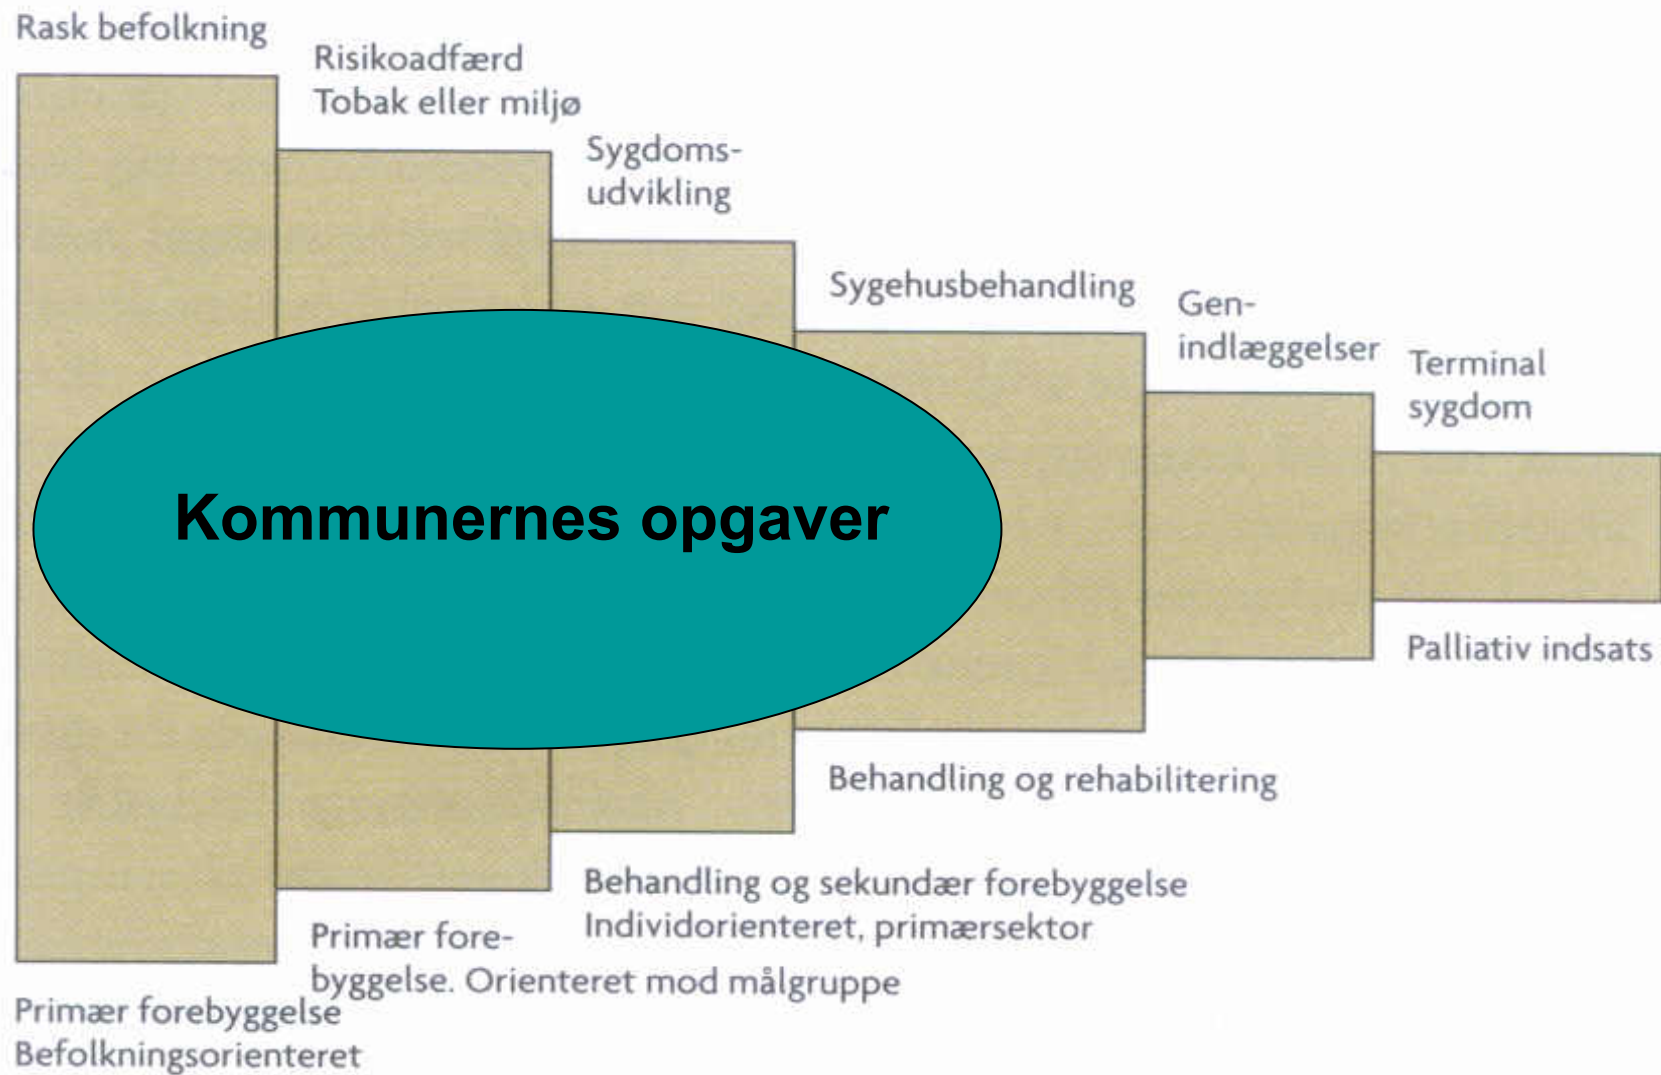 Rask befolkning
Risikoadfærd
Tobak eller miljø
Sygdoms-
udvikling
Sygehusbehandling
Gen-
indlæggelser
Terminal
sygdom
Kommunernes opgaver
Palliativ indsats
Behandling og rehabilitering
Behandling og sekundær forebyggelse
Individorienteret, primærsektor
Primær fore-
byggelse. Orienteret mod målgruppe
Primær forebyggelse
Befolkningsorienteret